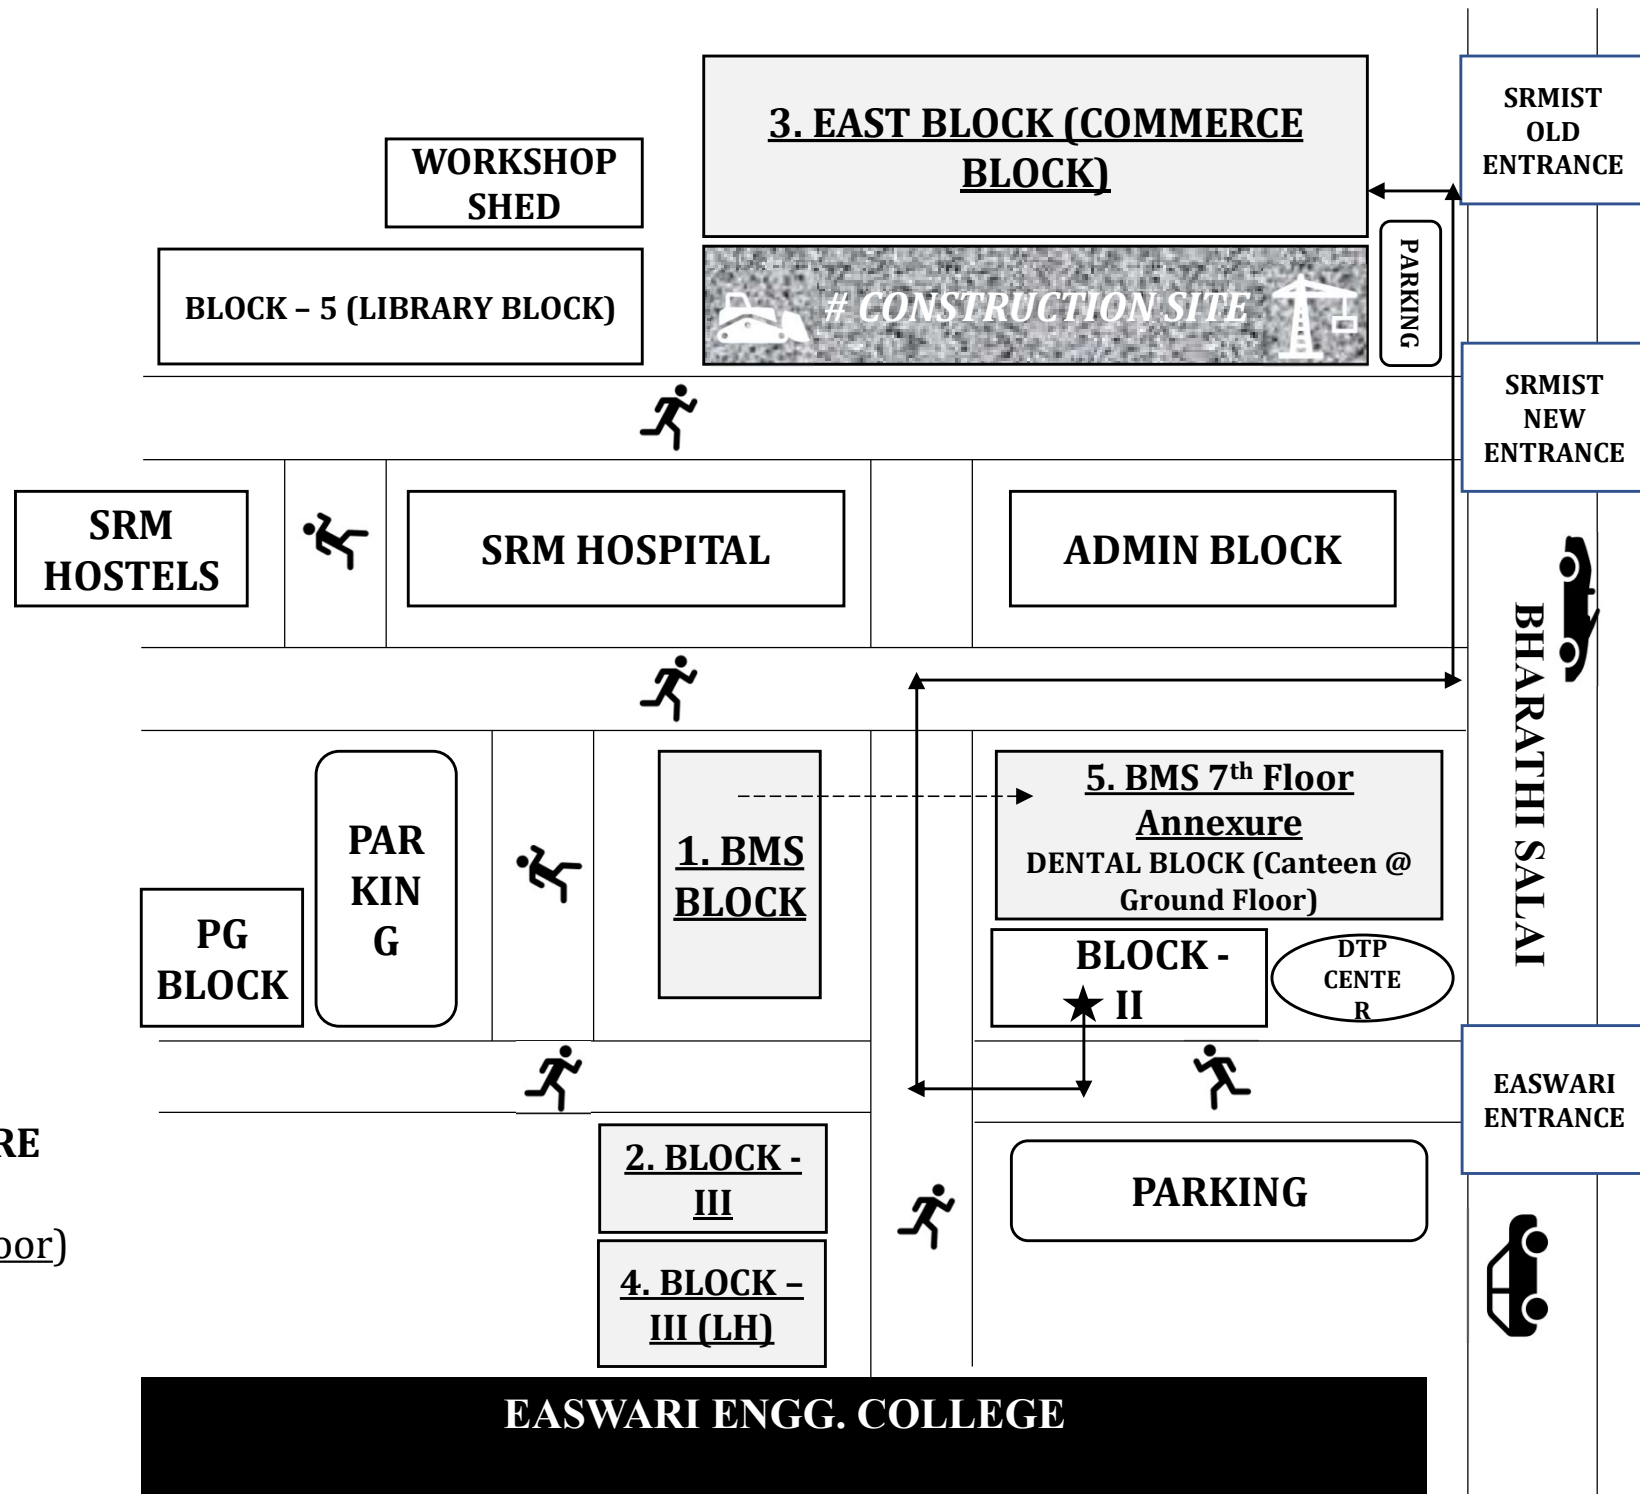 3. EAST BLOCK (COMMERCE
BLOCK)
SRMIST
OLD
ENTRANCE
WORKSHOP
SHED
PARKING
BLOCK – 5 (LIBRARY BLOCK)
# CONSTRUCTION SITE
SRMIST
NEW
ENTRANCE
SRM
HOSTELS
SRM HOSPITAL
ADMIN BLOCK
BHARATHI SALAI
PAR
KIN
G
1. BMS
BLOCK
5. BMS 7th Floor
Annexure
DENTAL BLOCK (Canteen @
Ground Floor)
PG
BLOCK
BLOCK -
II
DTP
CENTE
R
EASWARI
ENTRANCE
RE
2. BLOCK -
III
PARKING
oor)
4. BLOCK –
III (LH)
EASWARI ENGG. COLLEGE